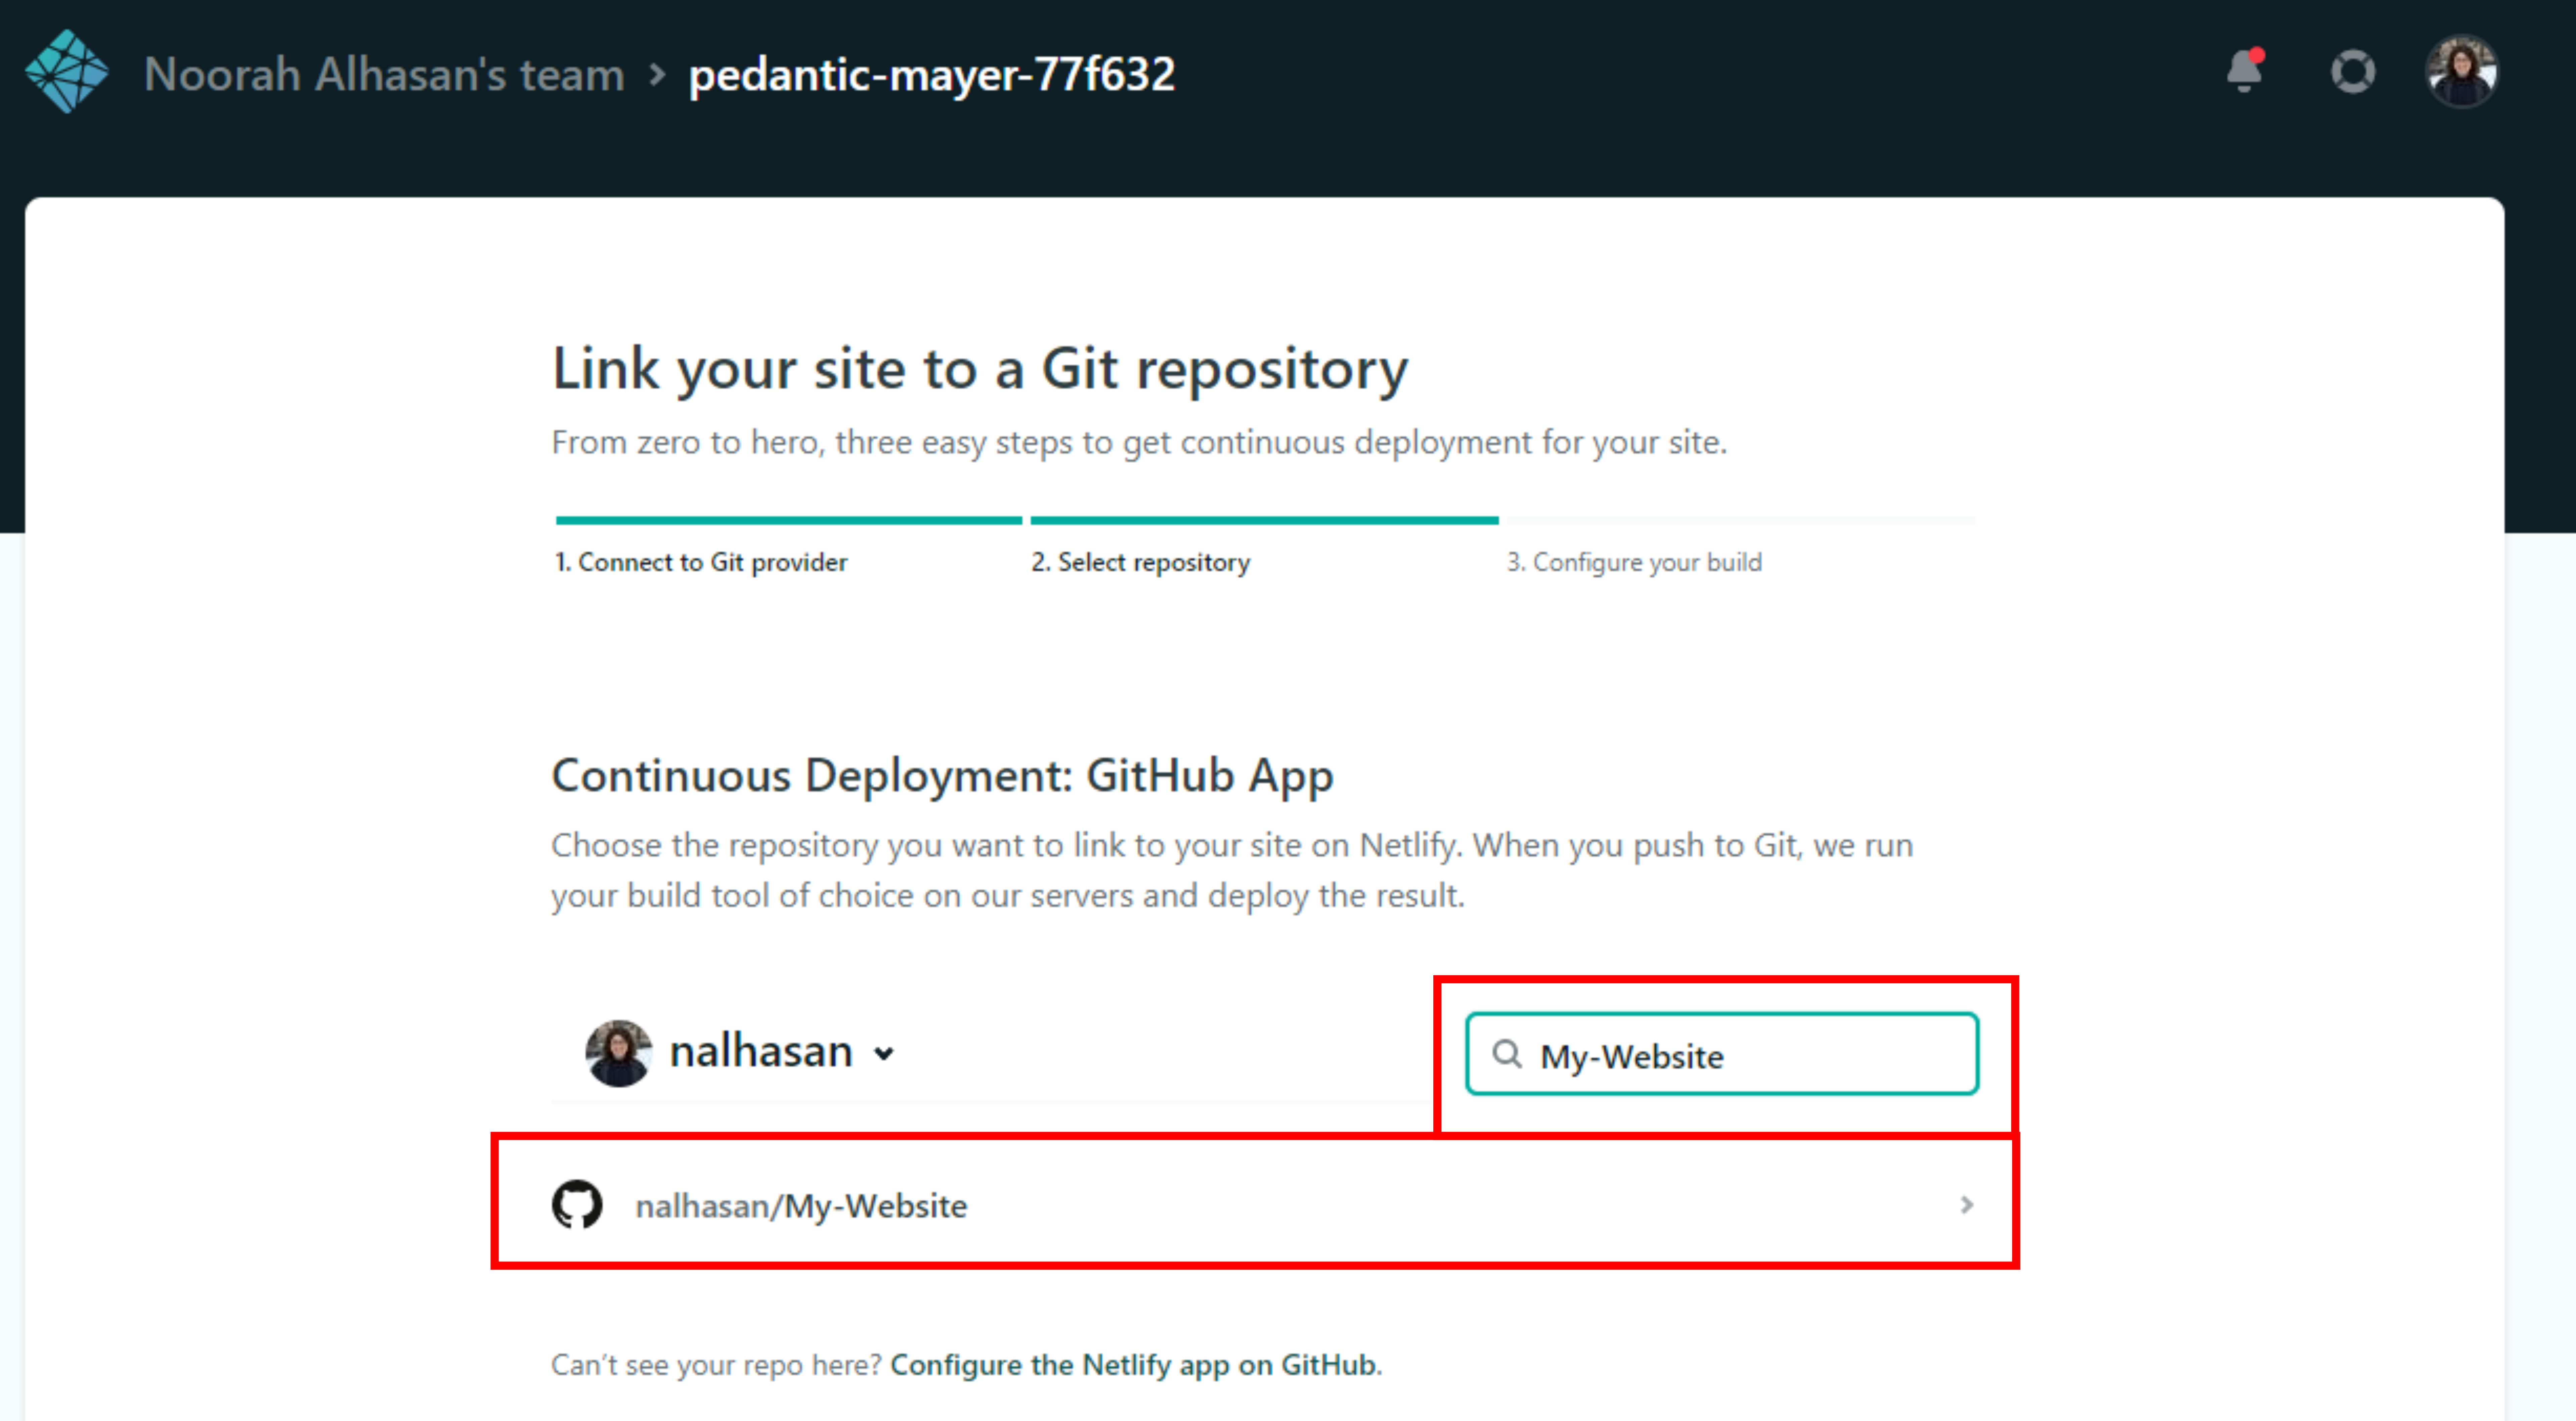 Noorah Alhasan's team > pedantic-mayer-77f632
Link your site to a Git repository
From zero to hero, three easy steps to get continuous deployment for your site.
1. Connect to Git provider
2. Select repository
3. Configure your build
Continuous Deployment: GitHub App
Choose the repository you want to link to your site on Netlify. When you push to Git, we run
your build tool of choice on our servers and deploy the result.
nalhasan
My-Website
nalhasan/My-Website
Can't see your repo here? Configure the Netlify app on GitHub.